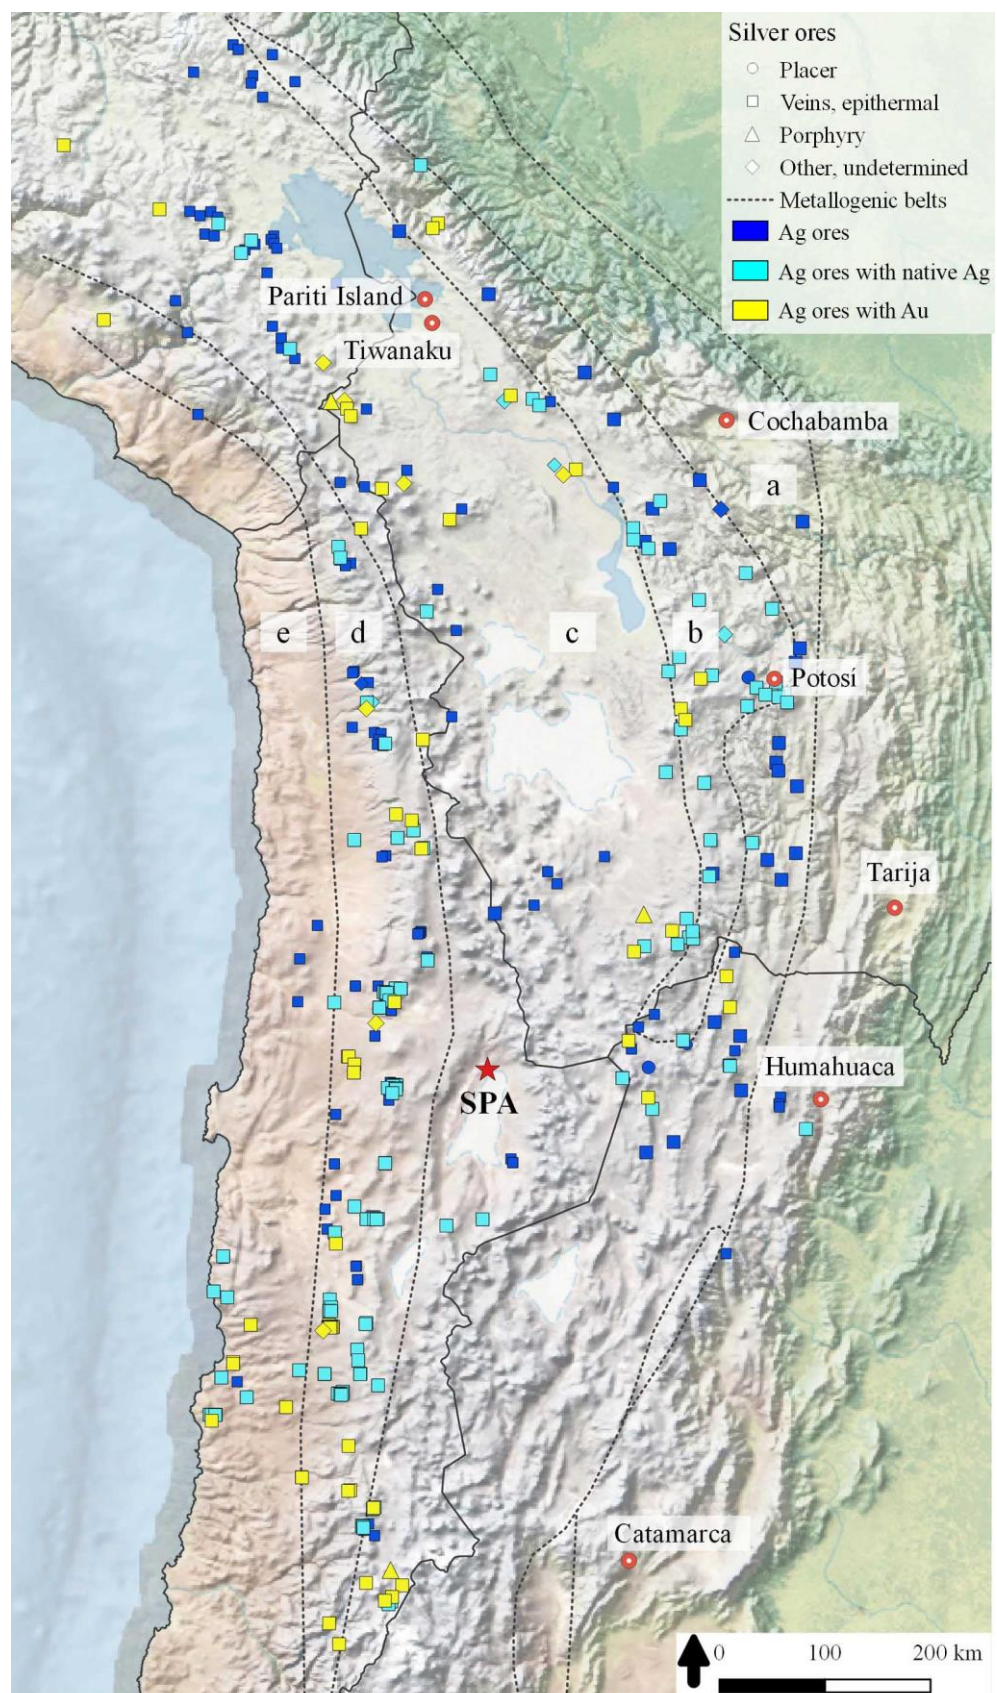 Silver ores
Placer
Veins, epithermal
Porphyry
Other, undetermined
Metallogenic belts
Ag ores
Ag ores with native Ag
Ag ores with Au
Pariti Island
Tiwanaku
Cochabamba
a
e
d
c
b
Potosí
Tarija
Humahuaca
SPA
Catamarca
0 100 200 km